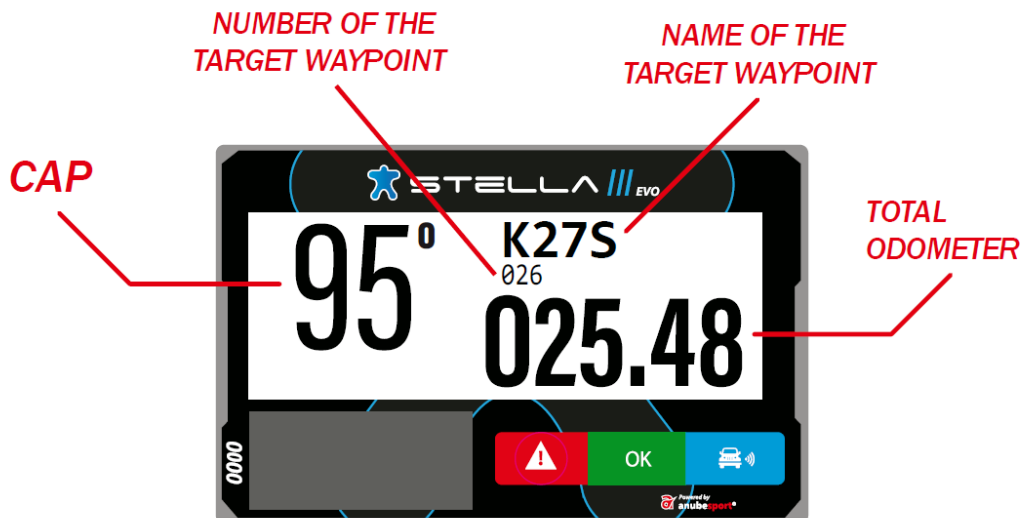 NUMBER OF THE
TARGET WAYPOINT
NAME OF THE
TARGET WAYPOINT
CAP
STELLA III EVO
TOTAL
ODOMETER
95°
K27S
026
025.48
0000
OK
Powered by
anubesport